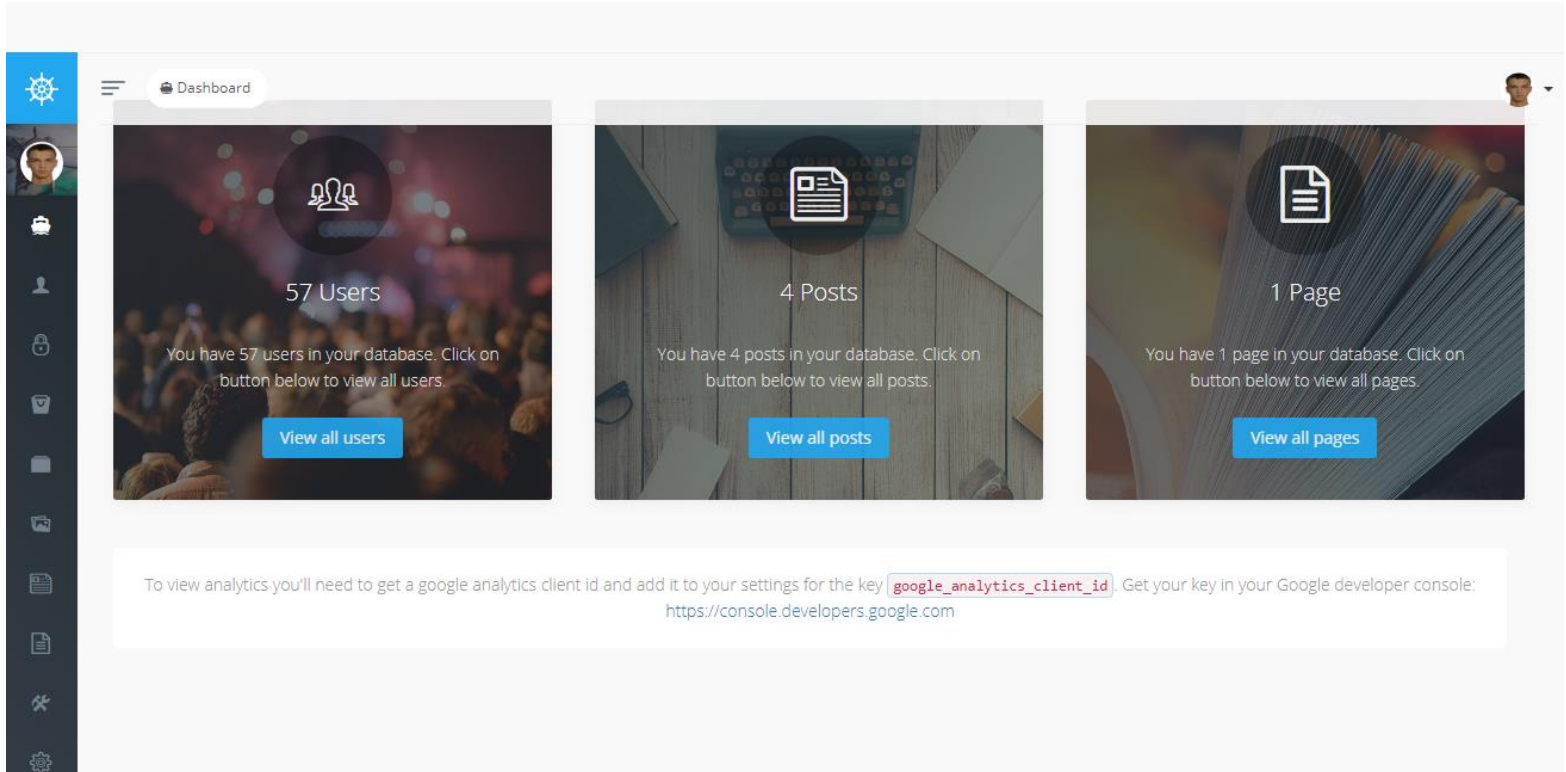 Dashboard
57 Users
You have 57 users in your database. Click on
button below to view all users.
View all users
4 Posts
You have 4 posts in your database. Click on
button below to view all posts.
View all posts
1 Page
You have 1 page in your database. Click on
button below to view all pages.
View all pages
To view analytics you'll need to get a google analytics client id and add it to your settings for the key google_analytics_client_id. Get your key in your Google developer console:
https://console.developers.google.com